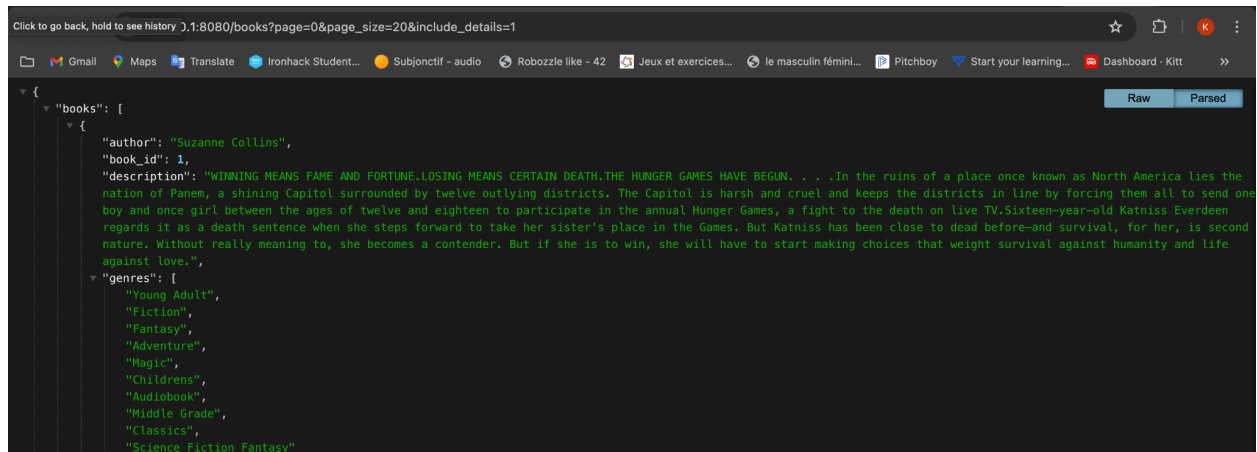 Click to go back, hold to see history ).1:8080/books?page=0&page_size=20&include_details=1
K
Gmail Maps Translate Ironhack Student... Subjonctif - audio Robozzle like - 42 Jeux et exercices... le masculin fémini... Pitchboy Start your learning... Dashboard · Kitt »
Raw Parsed
{
"books": [
{
"author": "Suzanne Collins",
"book_id": 1,
"description": "WINNING MEANS FAME AND FORTUNE.LOSING MEANS CERTAIN DEATH.THE HUNGER GAMES HAVE BEGUN. . . .In the ruins of a place once known as North America lies the
nation of Panem, a shining Capitol surrounded by twelve outlying districts. The Capitol is harsh and cruel and keeps the districts in line by forcing them all to send one
boy and once girl between the ages of twelve and eighteen to participate in the annual Hunger Games, a fight to the death on live TV.Sixteen-year-old Katniss Everdeen
regards it as a death sentence when she steps forward to take her sister's place in the Games. But Katniss has been close to dead before—and survival, for her, is second
nature. Without really meaning to, she becomes a contender. But if she is to win, she will have to start making choices that weight survival against humanity and life
against love.",
"genres": [
"Young Adult",
"Fiction",
"Fantasy",
"Adventure",
"Magic",
"Childrens",
"Audiobook",
"Middle Grade",
"Classics",
"Science Fiction Fantasy"